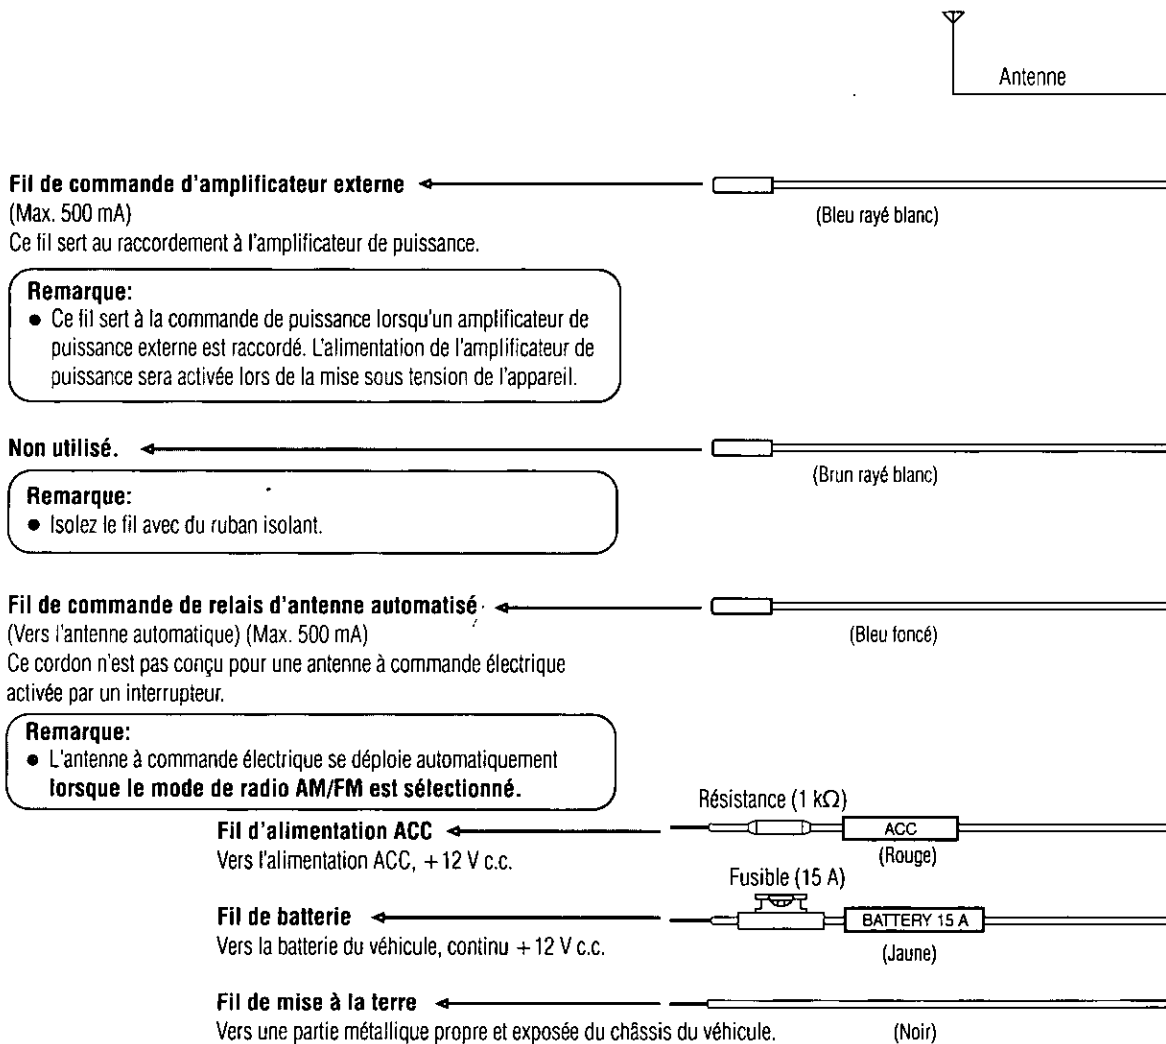 Antenne
Fil de commande d'amplificateur externe
(Bleu rayé blanc)
(Max. 500 mA)
Ce fil sert au raccordement à l'amplificateur de puissance.
Remarque:
● Ce fil sert à la commande de puissance lorsqu'un amplificateur de
puissance externe est raccordé. L'alimentation de l'amplificateur de
puissance sera activée lors de la mise sous tension de l'appareil.
Non utilisé.
(Brun rayé blanc)
Remarque:
● Isolez le fil avec du ruban isolant.
Fil de commande de relais d'antenne automatisé
(Bleu foncé)
(Vers l'antenne automatique) (Max. 500 mA)
Ce cordon n'est pas conçu pour une antenne à commande électrique
activée par un interrupteur.
Remarque:
● L'antenne à commande électrique se déploie automatiquement
lorsque le mode de radio AM/FM est sélectionné.
Résistance (1 kΩ)
Fil d'alimentation ACC
ACC
(Rouge)
Vers l'alimentation ACC, +12 V c.c.
Fusible (15 A)
Fil de batterie
BATTERY 15 A
(Jaune)
Vers la batterie du véhicule, continu +12 V c.c.
Fil de mise à la terre
Vers une partie métallique propre et exposée du châssis du véhicule.
(Noir)